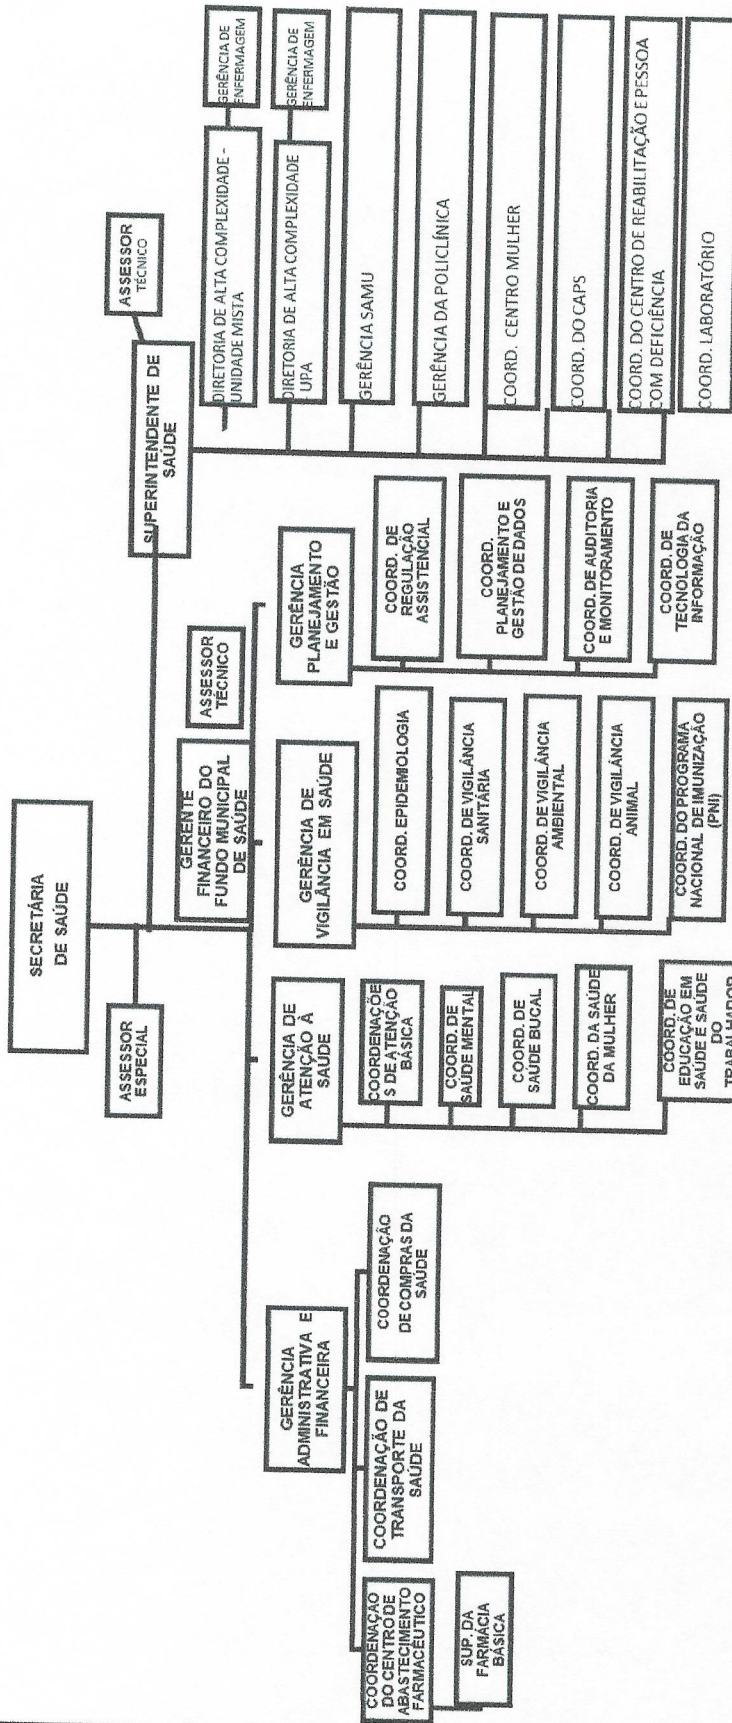 SECRETÁRIA
DE SAÚDE
ASSESSOR
ESPECIAL
SUPERINTENDENTE DE
SAÚDE
ASSESSOR
TÉCNICO
GERENTE
FINANCEIRO DO
FUNDO MUNICIPAL
DE SAÚDE
ASSESSOR
TÉCNICO
GERÊNCIA
ADMINISTRATIVA E
FINANCEIRA
COORDENAÇÃO
DO CENTRO DE
ABASTECIMENTO
FARMACÊUTICO
SUP. DA
FARMÁCIA
BÁSICA
COORDENAÇÃO DE
TRANSPORTE DA
SAÚDE
COORDENAÇÃO
DE COMPRAS DA
SAÚDE
GERÊNCIA DE
ATENÇÃO À
SAÚDE
COORDENAÇÕE
S DE ATENÇÃO
BÁSICA
COORD. DE
SAÚDE MENTAL
COORD. DE
SAÚDE BUCAL
COORD. DA SAÚDE
DA MULHER
COORD. DE
EDUCAÇÃO EM
SAÚDE E SAÚDE
DO
TRABALHADOR
GERÊNCIA DE
VIGILÂNCIA EM SAÚDE
COORD. EPIDEMIOLOGIA
COORD. DE VIGILÂNCIA
SANITÁRIA
COORD. DE VIGILÂNCIA
AMBIENTAL
COORD. DE VIGILÂNCIA
ANIMAL
COORD. DO PROGRAMA
NACIONAL DE IMUNIZAÇÃO
(PNI)
GERÊNCIA
PLANEJAMENTO
E GESTÃO
COORD. DE
REGULAÇÃO
ASSISTENCIAL
COORD.
PLANEJAMENTO E
GESTÃO DE DADOS
COORD. DE AUDITORIA
E MONITORAMENTO
COORD. DE
TECNOLOGIA DA
INFORMAÇÃO
DIRETORIA DE ALTA COMPLEXIDADE -
UNIDADE MISTA
GERÊNCIA DE
ENFERMAGEM
DIRETORIA DE ALTA COMPLEXIDADE
- UPA
GERÊNCIA DE
ENFERMAGEM
GERÊNCIA SAMU
GERÊNCIA DA POLICLÍNICA
COORD. CENTRO MULHER
COORD. DO CAPS
COORD. DO CENTRO DE REABILITAÇÃO E PESSOA
COM DEFICIÊNCIA
COORD. LABORATÓRIO